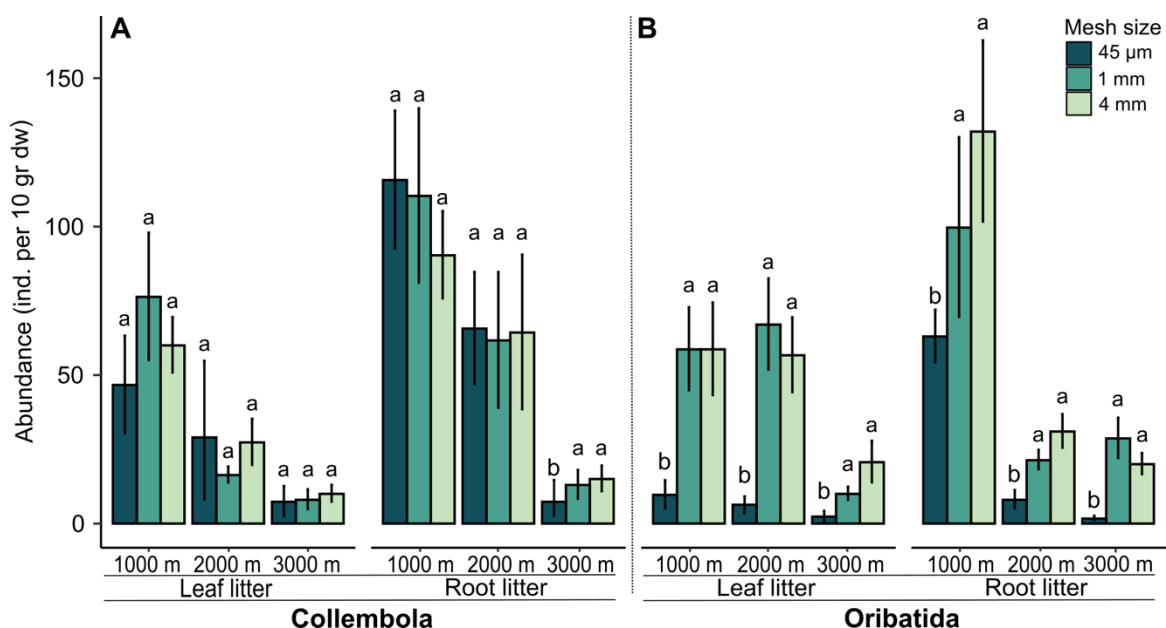 A
B
Mesh size
45 µm
1 mm
4 mm
Abundance (ind. per 10 gr dw)
150
100
50
0
a a a a a a a a a
a a a a a a b a a
b a a b a a b a a
b a a b a a b a a
1000 m 2000 m 3000 m 1000 m 2000 m 3000 m 1000 m 2000 m 3000 m 1000 m 2000 m 3000 m
Leaf litter Root litter Leaf litter Root litter
Collembola Oribatida